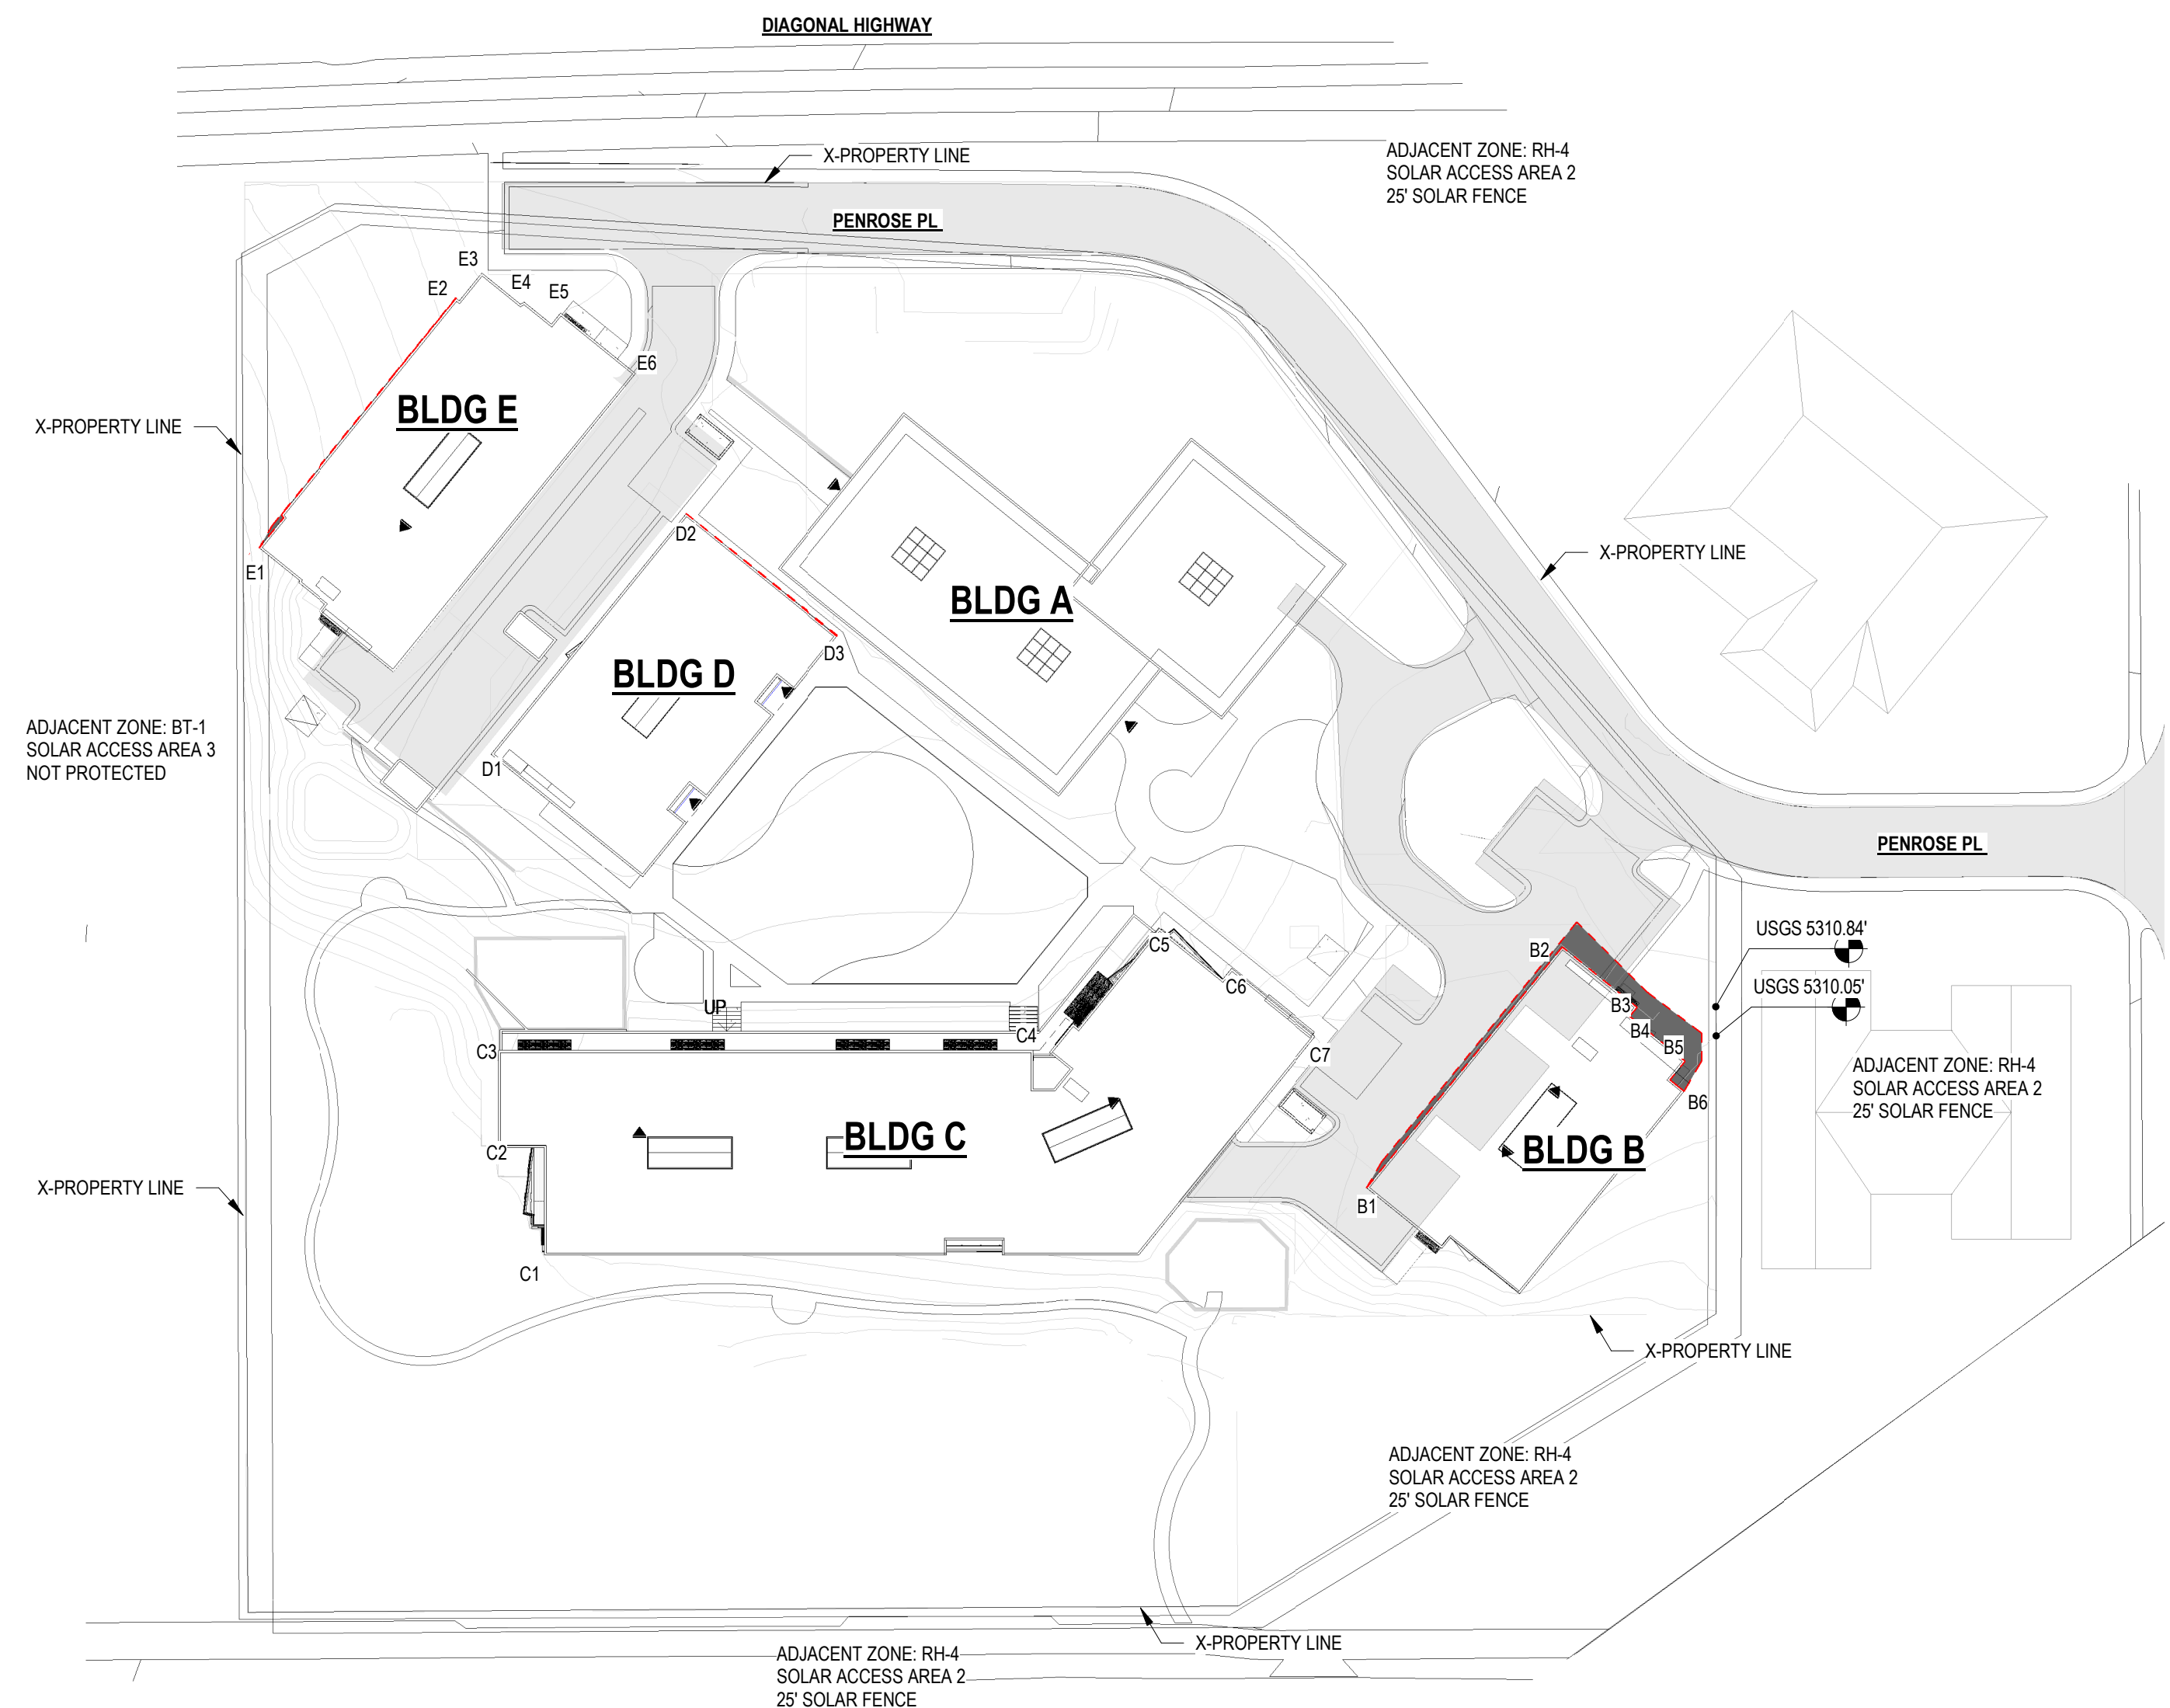 DIAGONAL HIGHWAY
X-PROPERTY LINE
ADJACENT ZONE: RH-4
SOLAR ACCESS AREA 2
25' SOLAR FENCE
PENROSE PL
E3
E4
E2
E5
E6
BLDG E
X-PROPERTY LINE
D2
X-PROPERTY LINE
E1
BLDG A
D3
BLDG D
ADJACENT ZONE: BT-1
SOLAR ACCESS AREA 3
NOT PROTECTED
D1
PENROSE PL
USGS 5310.84'
C5
B2
C6
USGS 5310.05'
UP
B3
C4
B4
C3
B5
C7
ADJACENT ZONE: RH-4
SOLAR ACCESS AREA 2
25' SOLAR FENCE
B6
BLDG C
BLDG B
C2
X-PROPERTY LINE
B1
C1
X-PROPERTY LINE
ADJACENT ZONE: RH-4
SOLAR ACCESS AREA 2
25' SOLAR FENCE
X-PROPERTY LINE
ADJACENT ZONE: RH-4
SOLAR ACCESS AREA 2
25' SOLAR FENCE